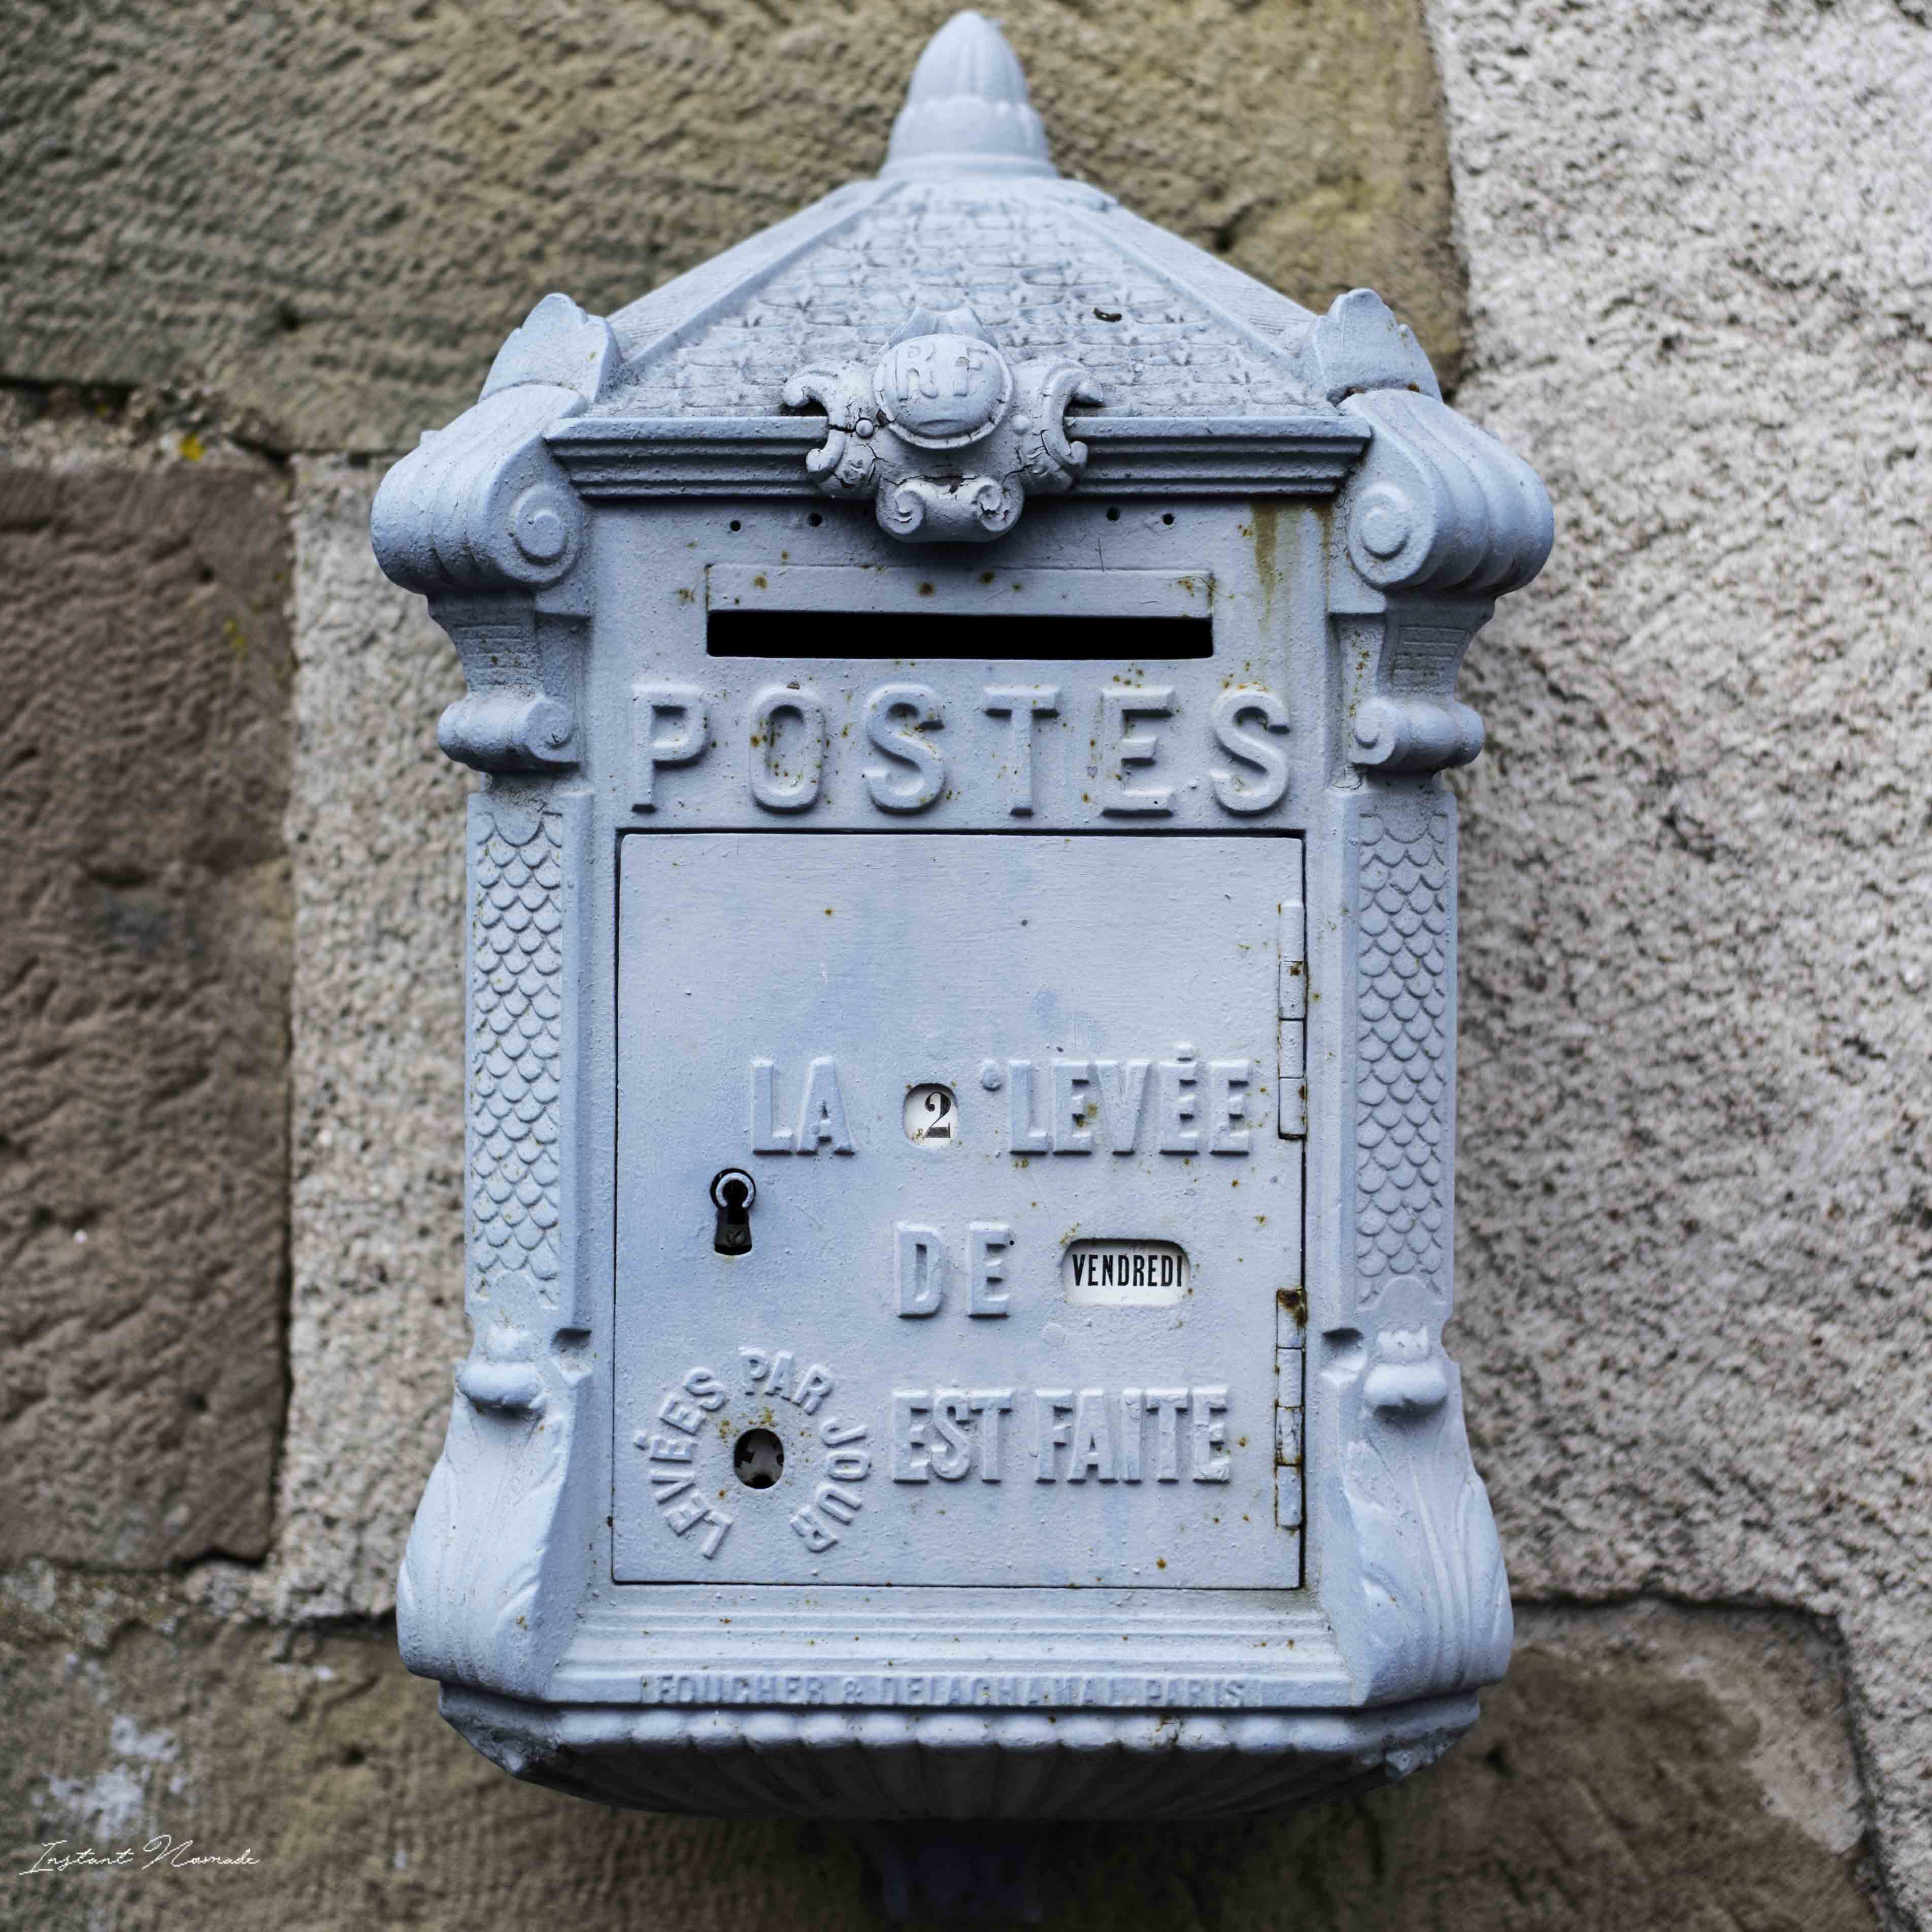 RF
POSTES
LA 2 e LEVÉE
DE VENDREDI
EST FAITE
LEVÉES PAR JOUR
FOUCHER & DELACHANAL PARIS
Instant Nomade